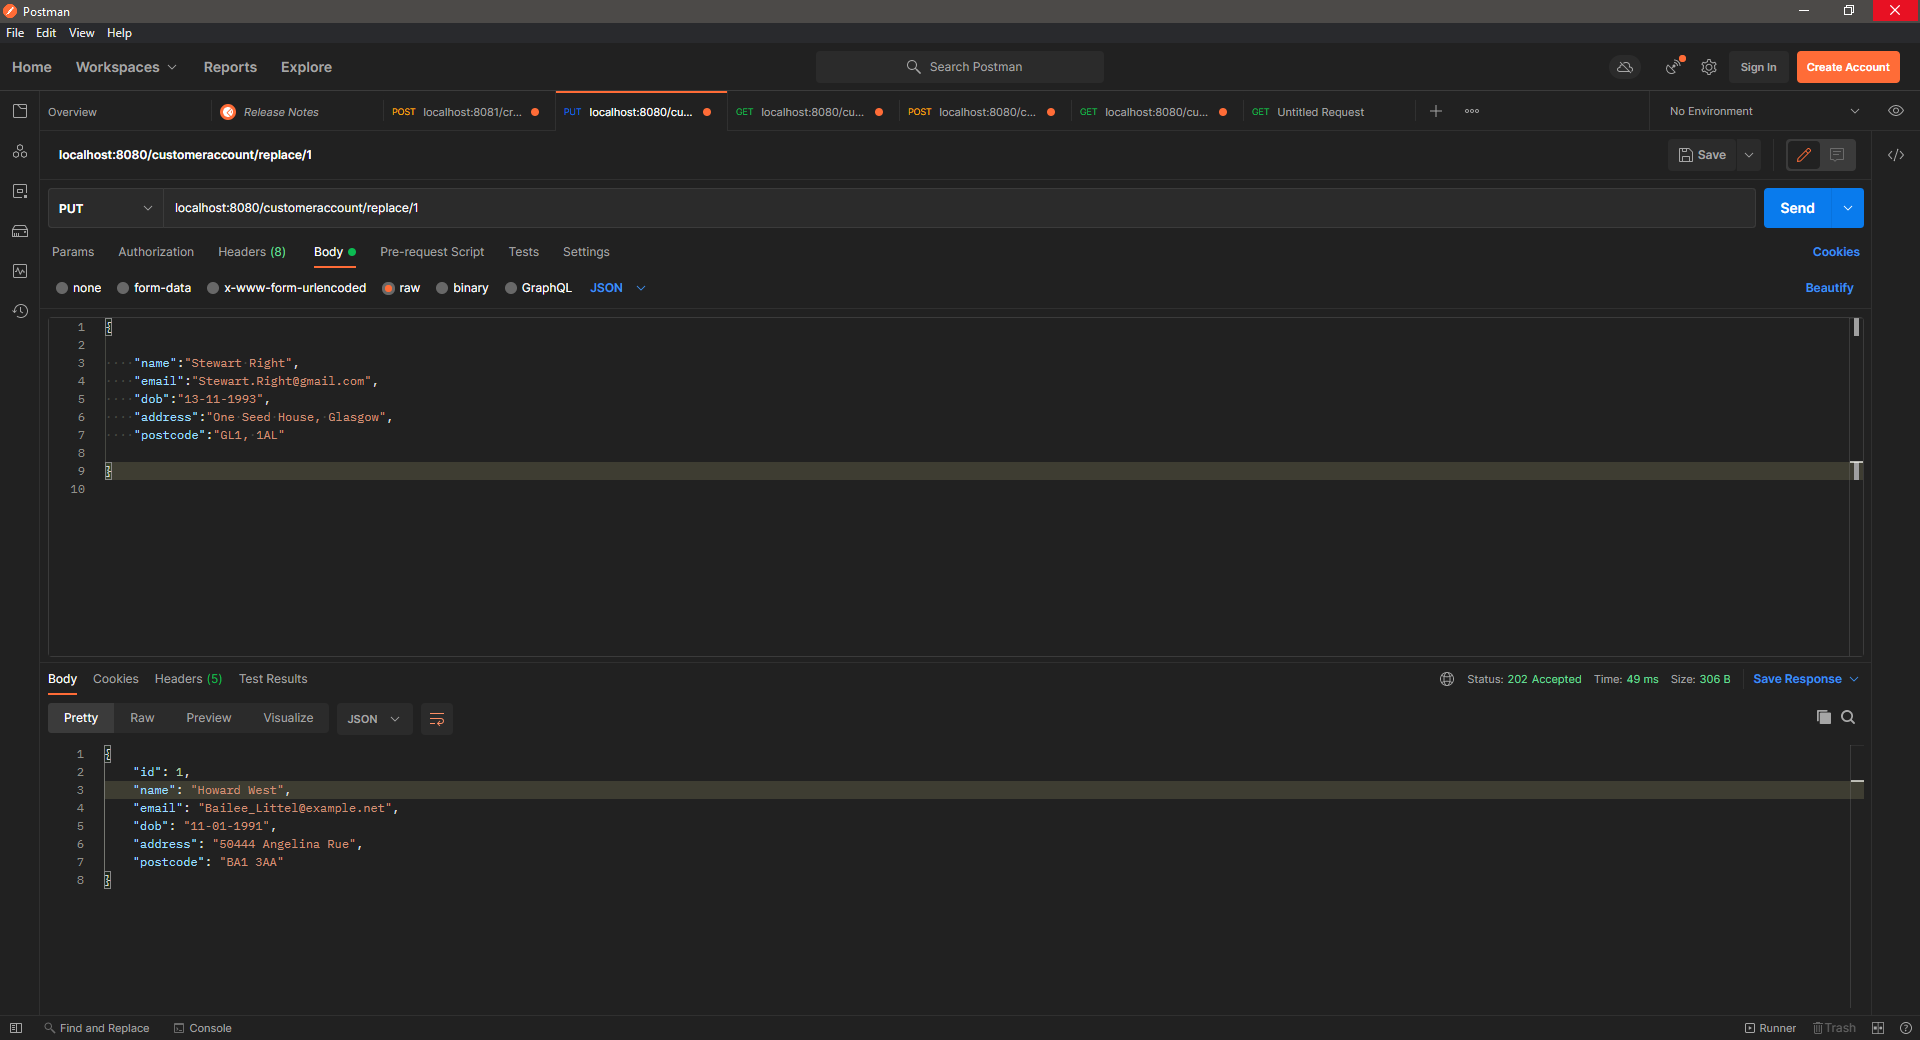 Postman
File Edit View Help
Home Workspaces Reports Explore Search Postman Sign In Create Account
Overview Release Notes POST localhost:8081/cr... PUT localhost:8080/cu... GET localhost:8080/cu... POST localhost:8080/c... GET localhost:8080/cu... GET Untitled Request No Environment
localhost:8080/customeraccount/replace/1 Save
PUT localhost:8080/customeraccount/replace/1 Send
Params Authorization Headers (8) Body Pre-request Script Tests Settings Cookies
none form-data x-www-form-urlencoded raw binary GraphQL JSON Beautify
1 {
2
3 "name":"Stewart Right",
4 "email":"Stewart.Right@gmail.com",
5 "dob":"13-11-1993",
6 "address":"One Seed House, Glasgow",
7 "postcode":"GL1, 1AL"
8
9 }
10
Body Cookies Headers (5) Test Results Status: 202 Accepted Time: 49 ms Size: 306 B Save Response
Pretty Raw Preview Visualize JSON
1 {
2 "id": 1,
3 "name": "Howard West",
4 "email": "Bailee_Littel@example.net",
5 "dob": "11-01-1991",
6 "address": "50444 Angelina Rue",
7 "postcode": "BA1 3AA"
8 }
Find and Replace Console Runner Trash